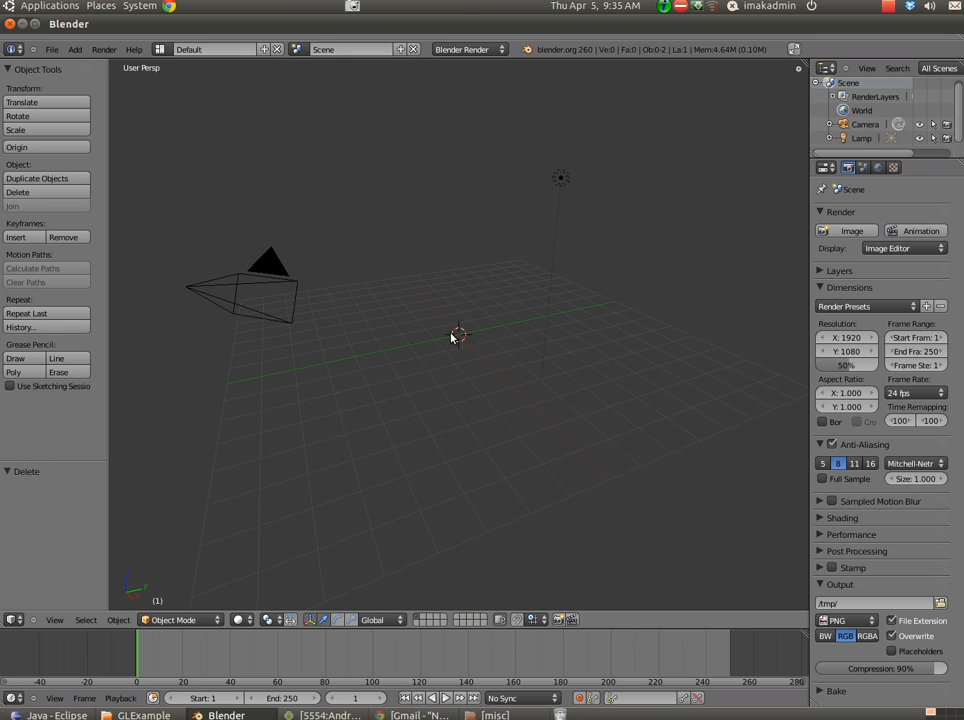 Applications Places System Thu Apr 5, 9:35 AM imakadmin
Blender
File Add Render Help Default Scene Blender Render blender.org 260 | Ve:0 | Fa:0 | Ob:0-2 | La:1 | Mem:4.64M (0.10M)
Object Tools
Transform:
Translate
Rotate
Scale
Origin
Object:
Duplicate Objects
Delete
Join
Keyframes:
Insert Remove
Motion Paths:
Calculate Paths
Clear Paths
Repeat:
Repeat Last
History...
Grease Pencil:
Draw Line
Poly Erase
Use Sketching Sessio
Delete
User Persp
(1)
View Search All Scenes
Scene
RenderLayers
World
Camera
Lamp
Scene
Render
Image Animation
Display: Image Editor
Layers
Dimensions
Render Presets
Resolution: Frame Range:
X: 1920 Start Fram: 1
Y: 1080 End Fra: 250
50% Frame Ste: 1
Aspect Ratio: Frame Rate:
X: 1.000 24 fps
Y: 1.000 Time Remapping:
Bor Cro 100 100
Anti-Aliasing
5 8 11 16 Mitchell-Netr
Full Sample Size: 1.000
Sampled Motion Blur
Shading
Performance
Post Processing
Stamp
Output
/tmp/
PNG File Extension
BW RGB RGBA Overwrite
Placeholders
Compression: 90%
Bake
View Select Object Object Mode Global
-40 -20 0 20 40 60 80 100 120 140 160 180 200 220 240 260 280
View Frame Playback Start: 1 End: 250 1 No Sync
Java - Eclipse GLExample Blender [5554:Andr... [Gmail - "N... [misc]
z
y